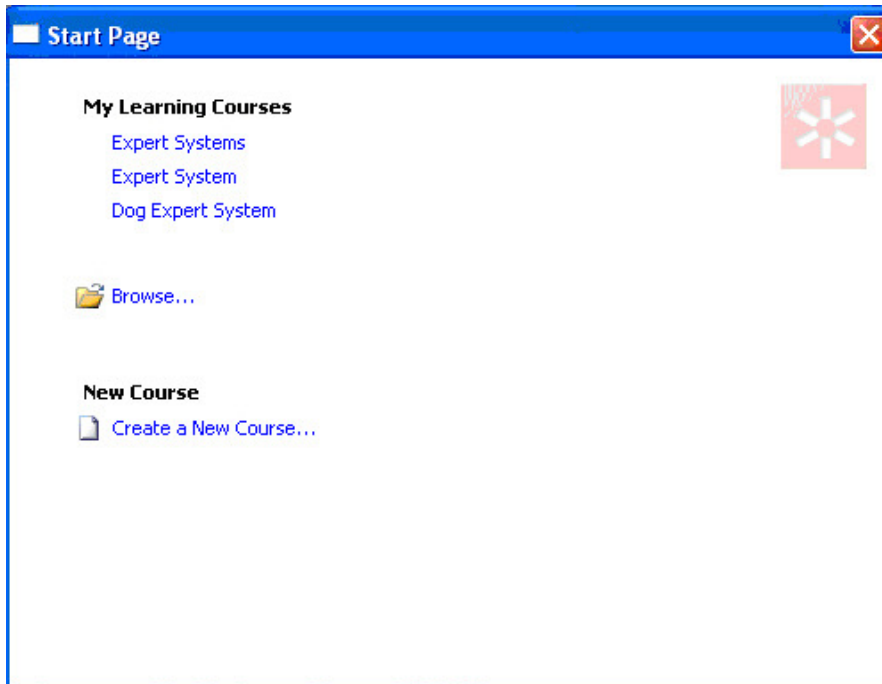 Start Page
My Learning Courses
Expert Systems
Expert System
Dog Expert System
Browse...
New Course
Create a New Course...